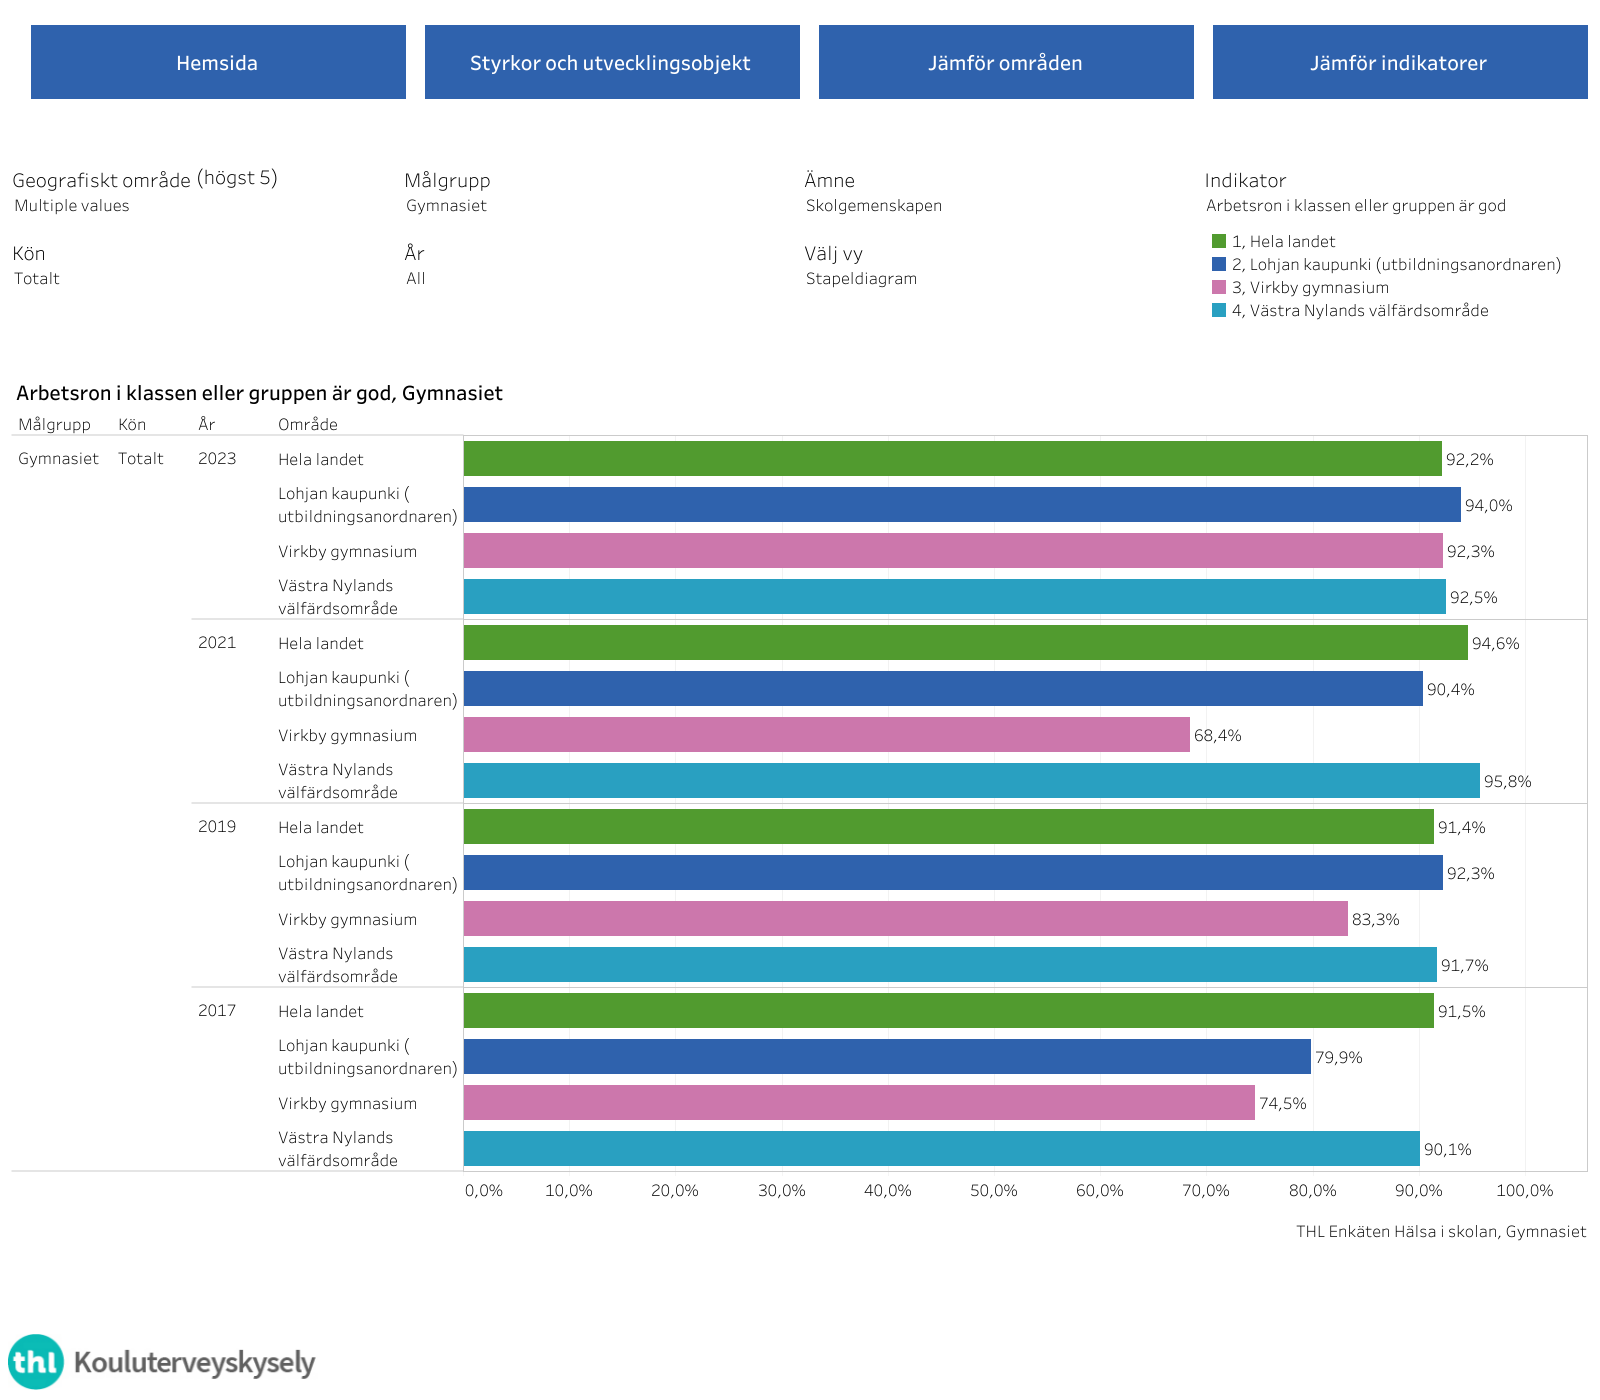 Hemsida
Styrkor och utvecklingsobjekt
Jämför områden
Jämför indikatorer
Geografiskt område (högst 5)
Multiple values
Målgrupp
Gymnasiet
Ämne
Skolgemenskapen
Indikator
Arbetsron i klassen eller gruppen är god
Kön
Totalt
År
All
Välj vy
Stapeldiagram
1, Hela landet
2, Lohjan kaupunki (utbildningsanordnaren)
3, Virkby gymnasium
4, Västra Nylands välfärdsområde
Arbetsron i klassen eller gruppen är god, Gymnasiet
Målgrupp Kön År Område
Gymnasiet Totalt 2023 Hela landet 92,2%
Lohjan kaupunki (
utbildningsanordnaren) 94,0%
Virkby gymnasium 92,3%
Västra Nylands
välfärdsområde 92,5%
2021 Hela landet 94,6%
Lohjan kaupunki (
utbildningsanordnaren) 90,4%
Virkby gymnasium 68,4%
Västra Nylands
välfärdsområde 95,8%
2019 Hela landet 91,4%
Lohjan kaupunki (
utbildningsanordnaren) 92,3%
Virkby gymnasium 83,3%
Västra Nylands
välfärdsområde 91,7%
2017 Hela landet 91,5%
Lohjan kaupunki (
utbildningsanordnaren) 79,9%
Virkby gymnasium 74,5%
Västra Nylands
välfärdsområde 90,1%
0,0% 10,0% 20,0% 30,0% 40,0% 50,0% 60,0% 70,0% 80,0% 90,0% 100,0%
THL Enkäten Hälsa i skolan, Gymnasiet
thl Kouluterveyskysely